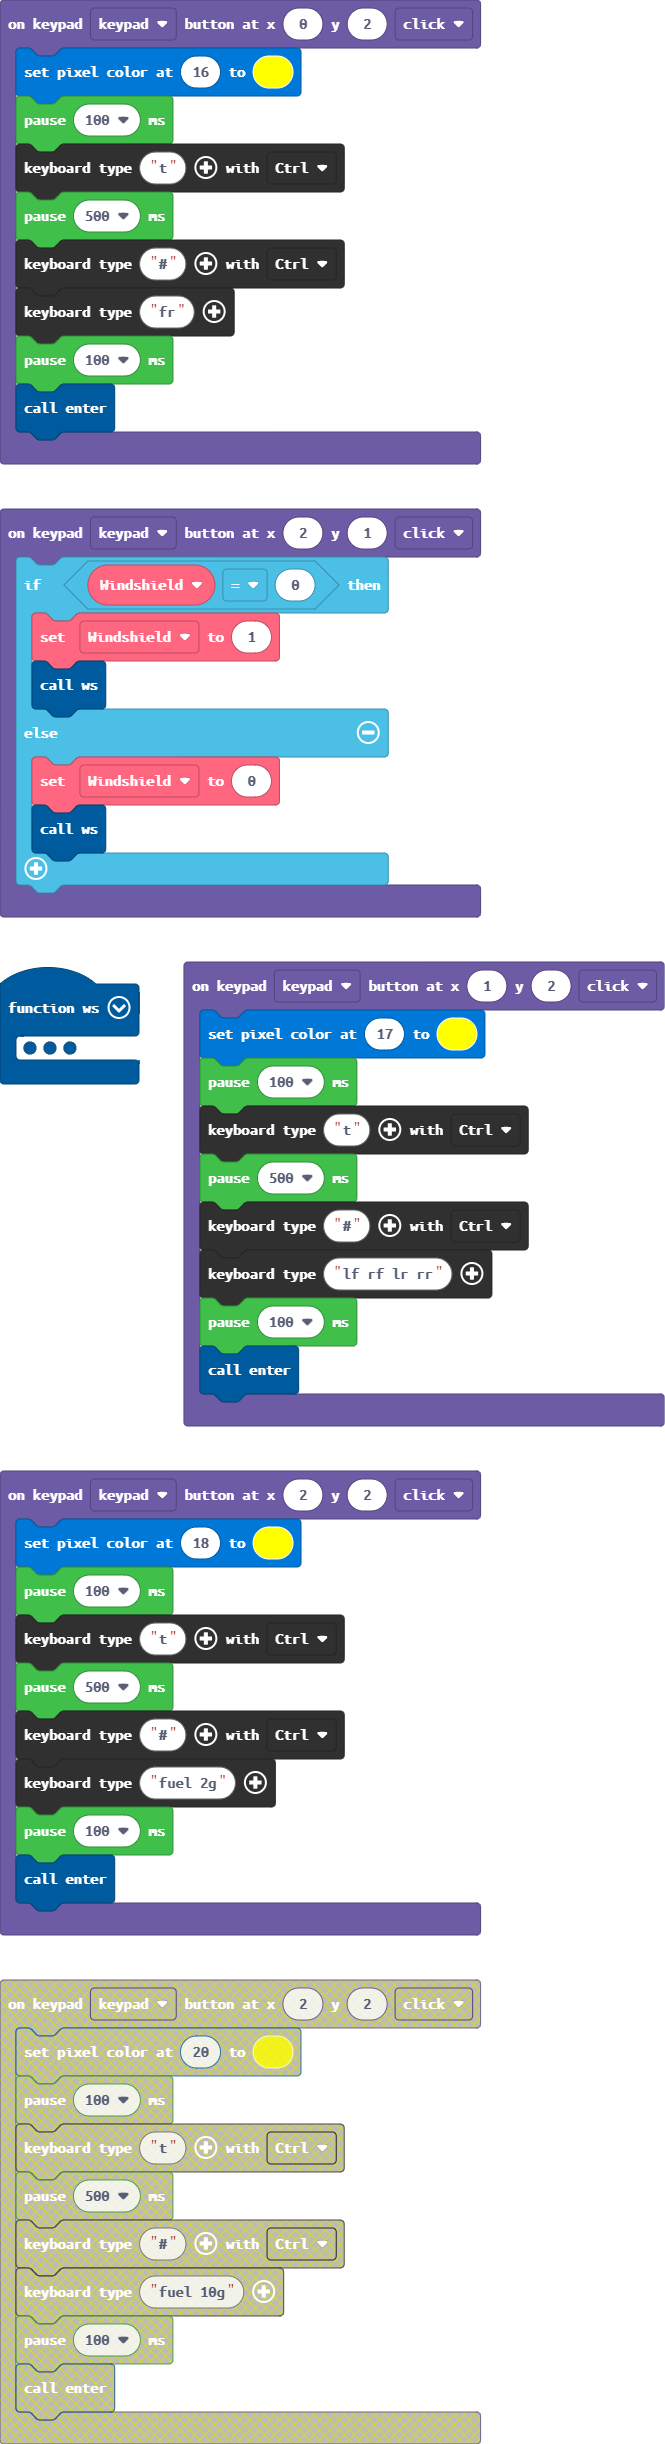 on keypad keypad button at x 0 y 2 click
set pixel color at 16 to
pause 100 ms
keyboard type "t" with Ctrl
pause 500 ms
keyboard type "#" with Ctrl
keyboard type "fr"
pause 100 ms
call enter
on keypad keypad button at x 2 y 1 click
if Windshield = 0 then
set Windshield to 1
call ws
else
set Windshield to 0
call ws
function ws
on keypad keypad button at x 1 y 2 click
set pixel color at 17 to
pause 100 ms
keyboard type "t" with Ctrl
pause 500 ms
keyboard type "#" with Ctrl
keyboard type "lf rf lr rr"
pause 100 ms
call enter
on keypad keypad button at x 2 y 2 click
set pixel color at 18 to
pause 100 ms
keyboard type "t" with Ctrl
pause 500 ms
keyboard type "#" with Ctrl
keyboard type "fuel 2g"
pause 100 ms
call enter
on keypad keypad button at x 2 y 2 click
set pixel color at 20 to
pause 100 ms
keyboard type "t" with Ctrl
pause 500 ms
keyboard type "#" with Ctrl
keyboard type "fuel 10g"
pause 100 ms
call enter